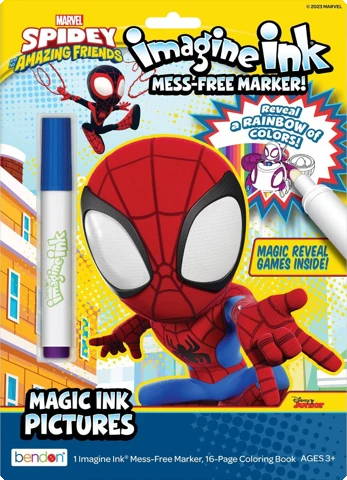 © 2023 MARVEL
MARVEL
SPIDEY
AND HIS
AMAZING FRIENDS
imagine ink
MESS-FREE MARKER!
Reveal
a RAINBOW of
COLORS!
imagine ink
MAGIC REVEAL
GAMES INSIDE!
MAGIC INK
PICTURES
Disney
JUNIOR
bendon
1 Imagine Ink® Mess-Free Marker, 16-Page Coloring Book AGES 3+